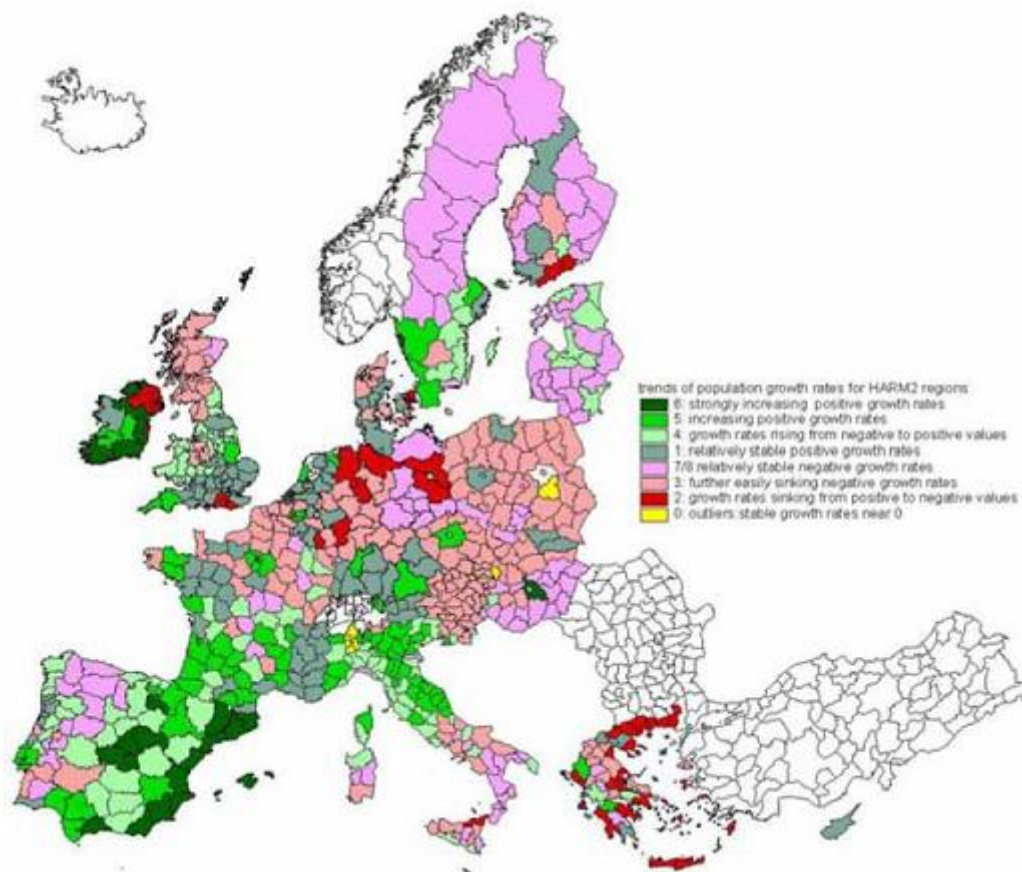 trends of population growth rates for HARM2 regions
6: strongly increasing positive growth rates
5: increasing positive growth rates
4: growth rates rising from negative to positive values
1: relatively stable positive growth rates
7/8 relatively stable negative growth rates
3: further easily sinking negative growth rates
2: growth rates sinking from positive to negative values
0: outliers: stable growth rates near 0